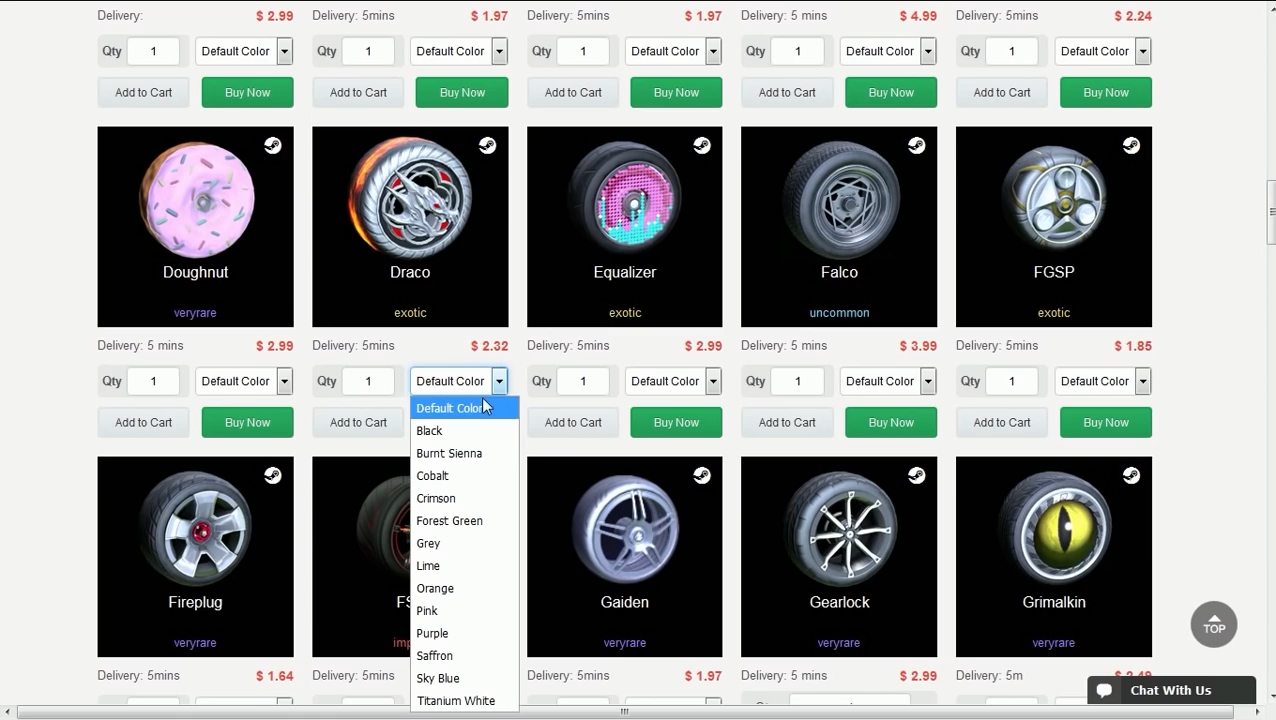 Delivery: $ 2.99 Delivery: 5mins $ 1.97 Delivery: 5mins $ 1.97 Delivery: 5 mins $ 4.99 Delivery: 5mins $ 2.24
Qty 1 Default Color Qty 1 Default Color Qty 1 Default Color Qty 1 Default Color Qty 1 Default Color
Add to Cart Buy Now Add to Cart Buy Now Add to Cart Buy Now Add to Cart Buy Now Add to Cart Buy Now
Doughnut Draco Equalizer Falco FGSP
veryrare exotic exotic uncommon exotic
Delivery: 5 mins $ 2.99 Delivery: 5mins $ 2.32 Delivery: 5mins $ 2.99 Delivery: 5 mins $ 3.99 Delivery: 5mins $ 1.85
Qty 1 Default Color Qty 1 Default Color Qty 1 Default Color Qty 1 Default Color Qty 1 Default Color
Add to Cart Buy Now Add to Cart Add to Cart Buy Now Add to Cart Buy Now Add to Cart Buy Now
Default Color
Black
Burnt Sienna
Cobalt
Crimson
Forest Green
Grey
Lime
Orange
Pink
Purple
Saffron
Sky Blue
Titanium White
Fireplug Gaiden Gearlock Grimalkin
veryrare veryrare veryrare veryrare
Delivery: 5mins $ 1.64 Delivery: 5mins Delivery: 5mins $ 1.97 Delivery: 5mins $ 2.99 Delivery: 5m
TOP
Chat With Us